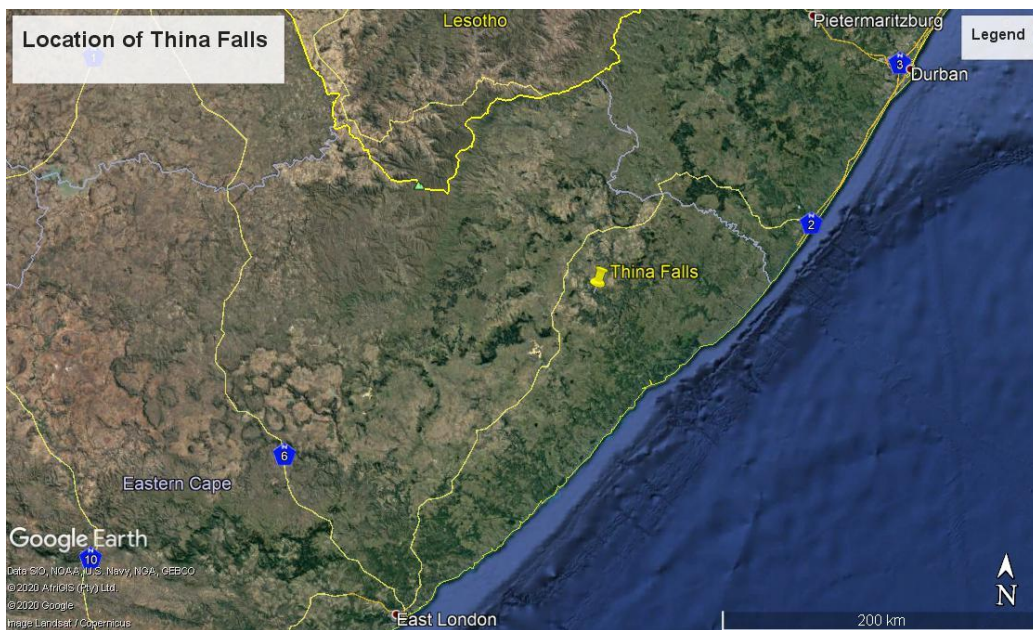 Location of Thina Falls
Lesotho
Pietermaritzburg
Legend
N
1
N
3
Durban
N
2
Thina Falls
N
6
Eastern Cape
Google Earth
N
10
Data SIO, NOAA, U.S. Navy, NGA, GEBCO
© 2020 AfriGIS (Pty) Ltd.
© 2020 Google
Image Landsat / Copernicus
East London
N
200 km